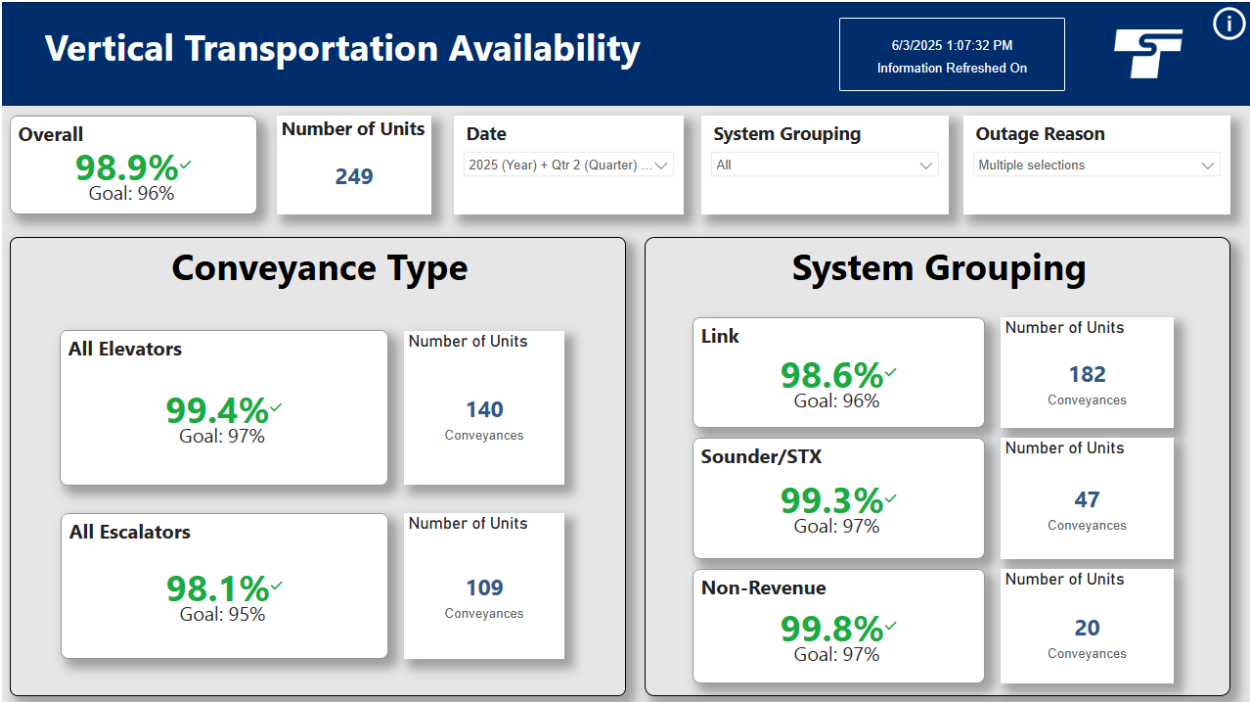 Vertical Transportation Availability
6/3/2025 1:07:32 PM
Information Refreshed On
i
Overall
98.9%
Goal: 96%
Number of Units
249
Date
2025 (Year) + Qtr 2 (Quarter) ...
System Grouping
All
Outage Reason
Multiple selections
Conveyance Type
All Elevators
99.4%
Goal: 97%
Number of Units
140
Conveyances
All Escalators
98.1%
Goal: 95%
Number of Units
109
Conveyances
System Grouping
Link
98.6%
Goal: 96%
Number of Units
182
Conveyances
Sounder/STX
99.3%
Goal: 97%
Number of Units
47
Conveyances
Non-Revenue
99.8%
Goal: 97%
Number of Units
20
Conveyances